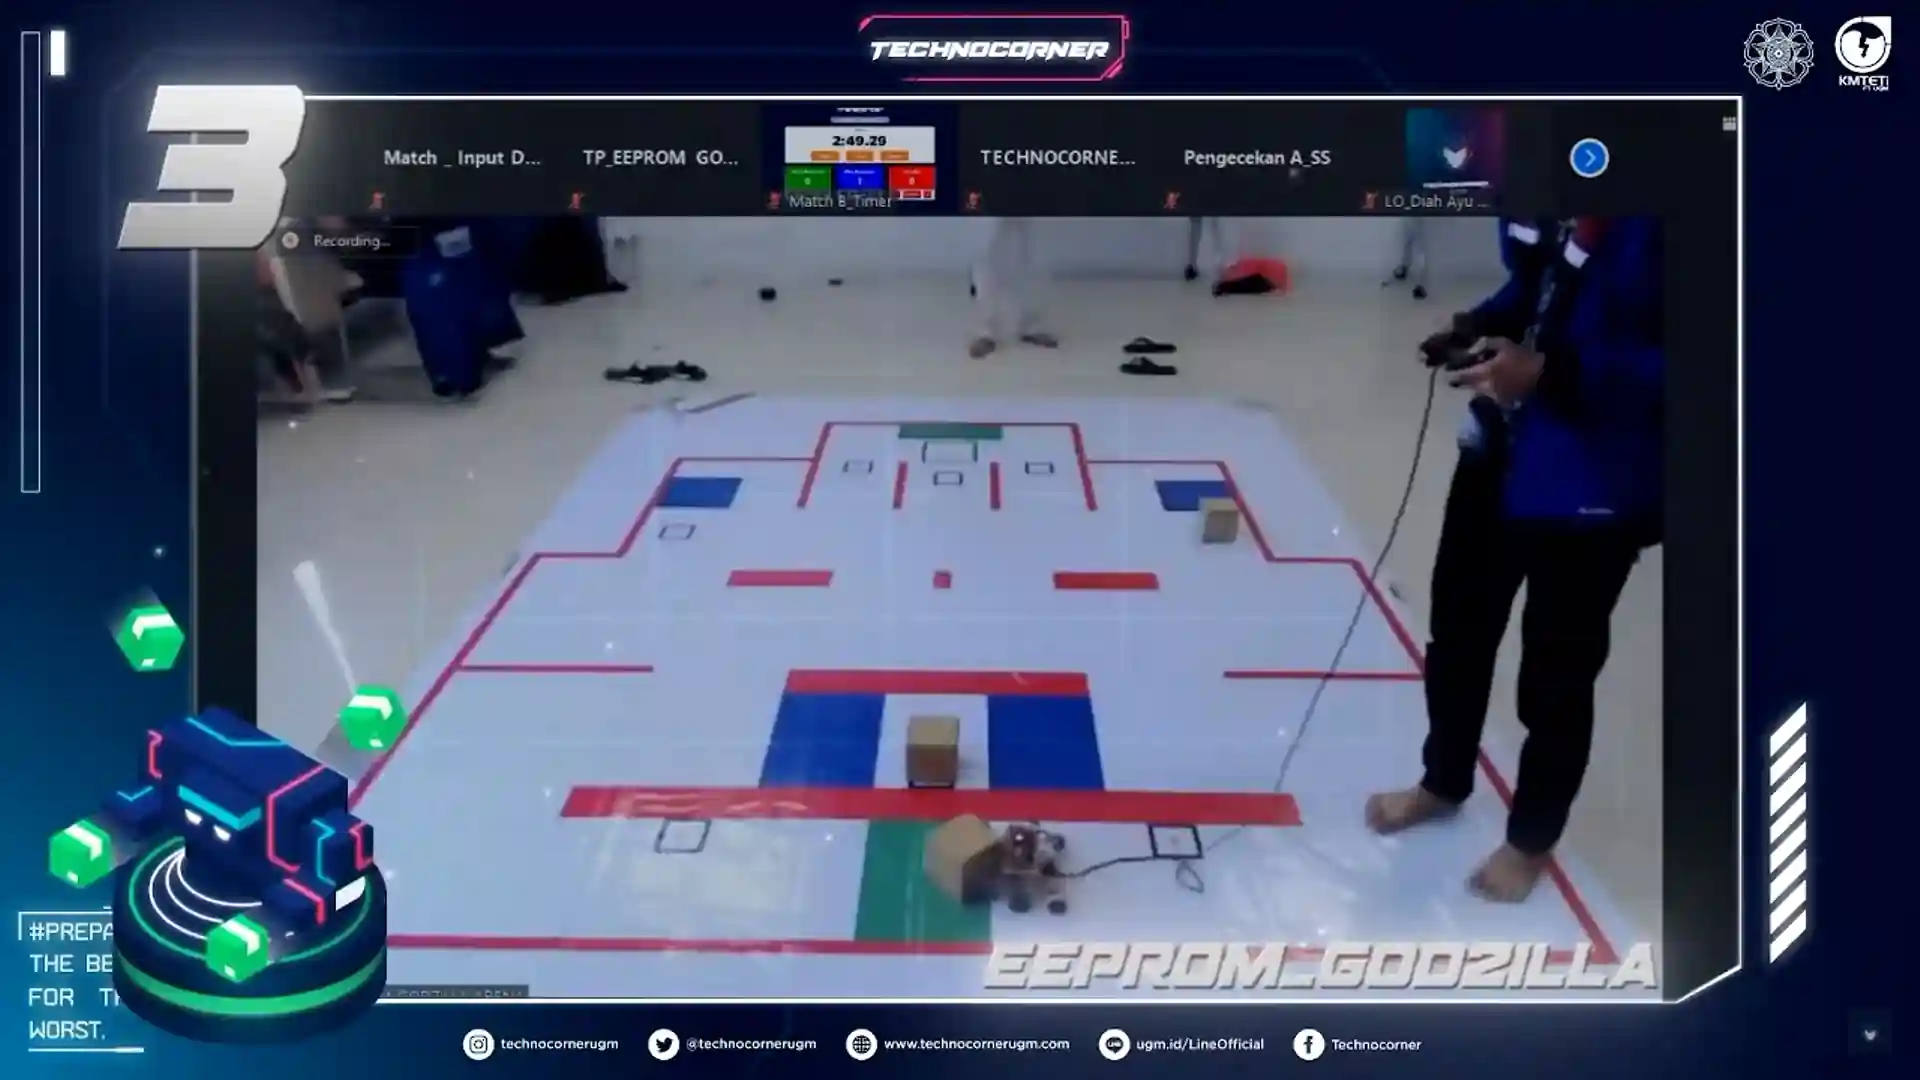 TECHNOCORNER
KMTETI
3
Match _ Input D...
TP_EEPROM GO...
2:49.29
Match B_Timer
TECHNOCORNE...
Pengecekan A_SS
LO_Diah Ayu ...
Recording...
#PREPA
THE BE
FOR TH
WORST.
EEPROM_GODZILLA
technocornerugm
@technocornerugm
www.technocornerugm.com
ugm.id/LineOfficial
Technocorner